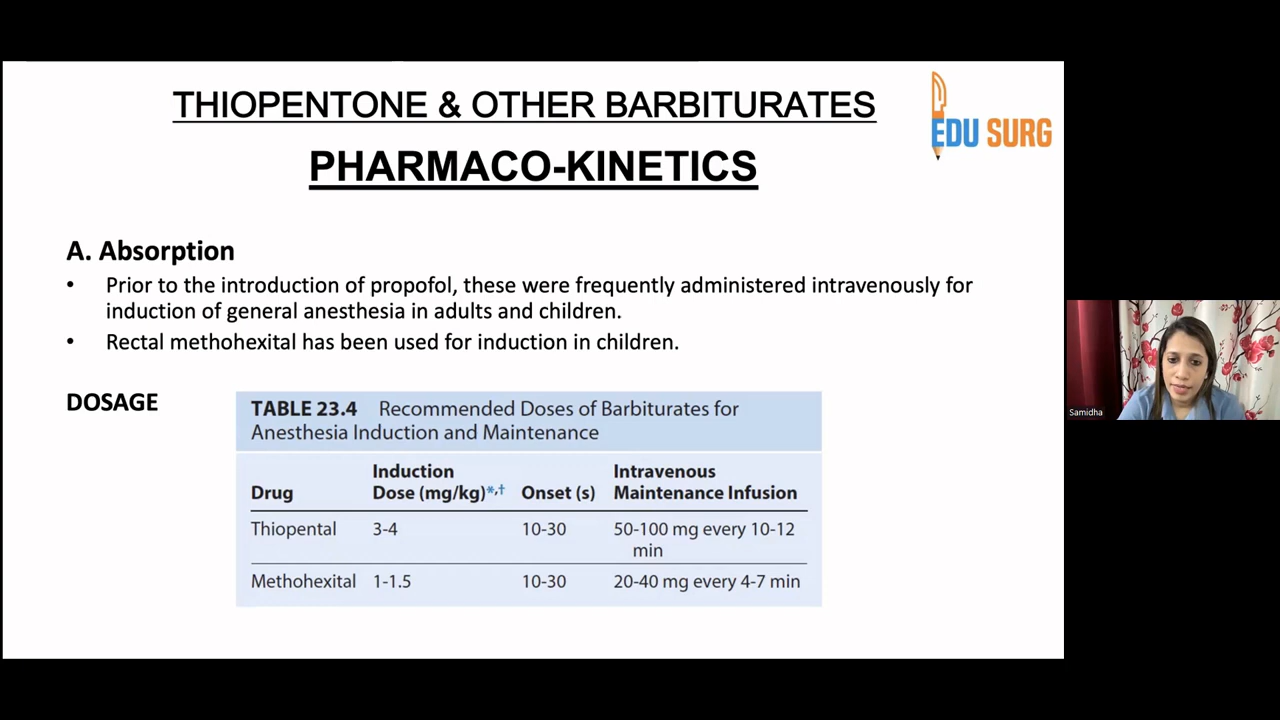 THIOPENTONE & OTHER BARBITURATES
EDU SURG
PHARMACO-KINETICS
A. Absorption
• Prior to the introduction of propofol, these were frequently administered intravenously for
induction of general anesthesia in adults and children.
• Rectal methohexital has been used for induction in children.
DOSAGE
TABLE 23.4 Recommended Doses of Barbiturates for
Anesthesia Induction and Maintenance
Drug Induction Dose (mg/kg)*,† Onset (s) Intravenous Maintenance Infusion
Thiopental 3-4 10-30 50-100 mg every 10-12
min
Methohexital 1-1.5 10-30 20-40 mg every 4-7 min
Samidha